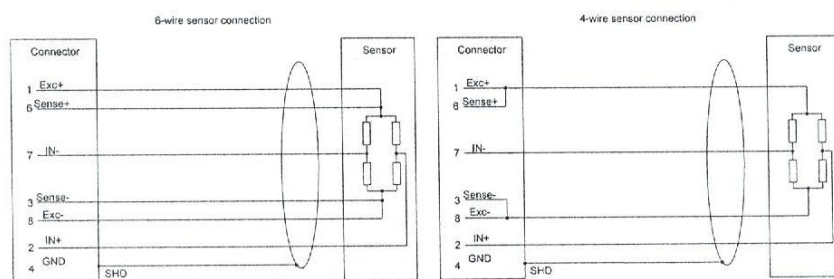 6-wire sensor connection
Connector
Sensor
1 Exc+
6 Sense+
7 IN-
3 Sense-
8 Exc-
2 IN+
4 GND
SHD
4-wire sensor connection
Connector
Sensor
1 Exc+
6 Sense+
7 IN-
3 Sense-
8 Exc-
2 IN+
4 GND
SHD